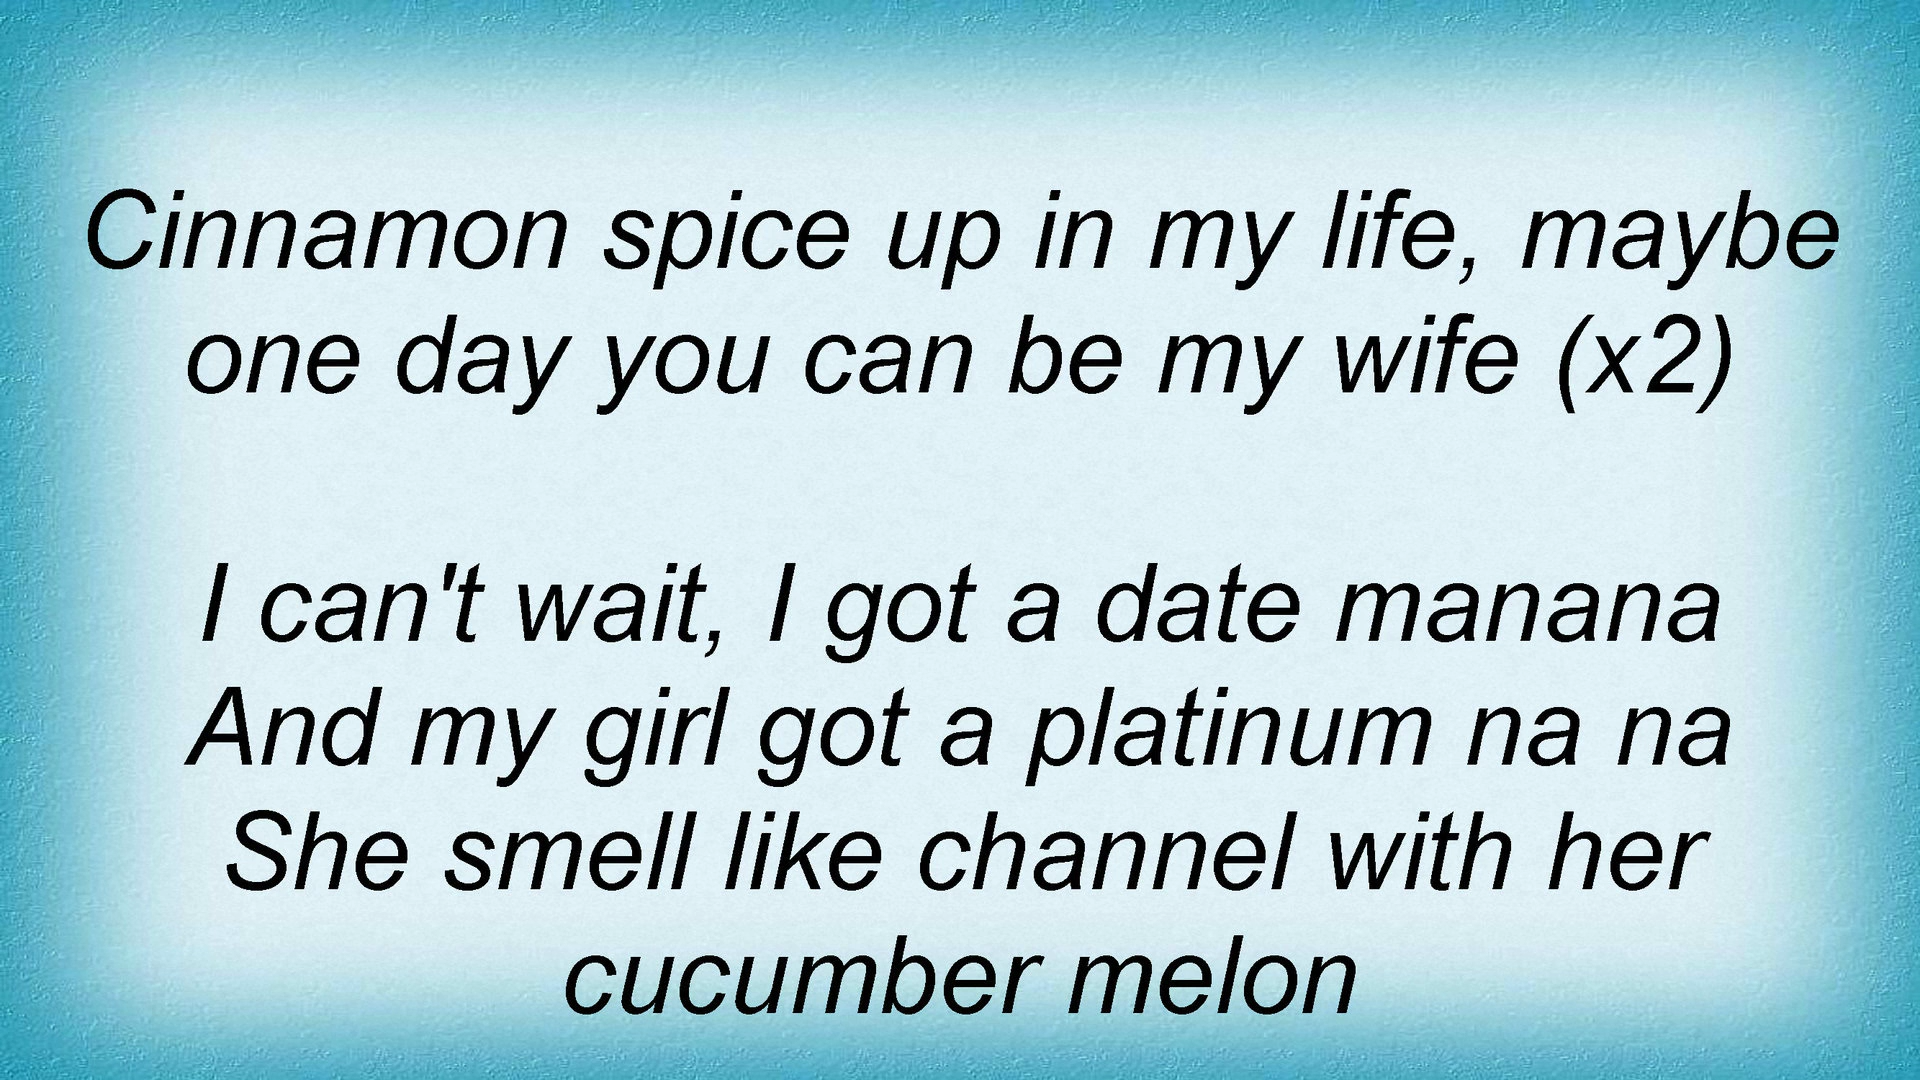 Cinnamon spice up in my life, maybe
one day you can be my wife (x2)
I can't wait, I got a date manana
And my girl got a platinum na na
She smell like channel with her
cucumber melon